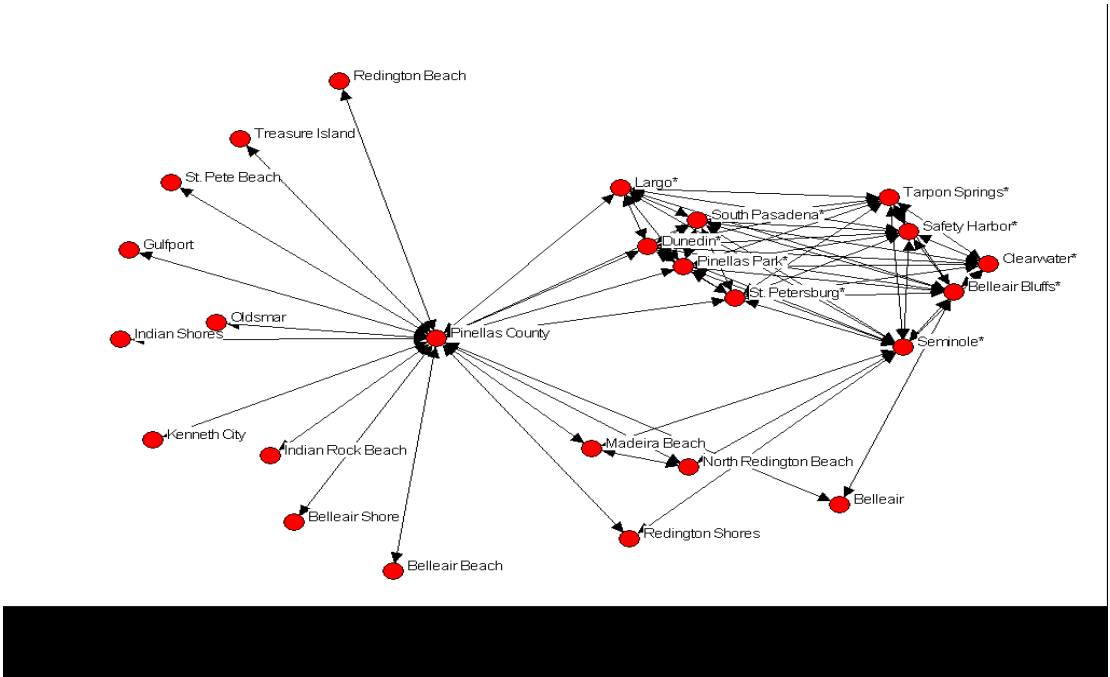 Redington Beach
Treasure Island
St. Pete Beach
Largo*
Tarpon Springs*
South Pasadena*
Safety Harbor*
Gulfport
Dunedin*
Pinellas Park*
Clearwater*
Belleair Bluffs*
St. Petersburg*
Oldsmar
Indian Shores
Pinellas County
Seminole*
Kenneth City
Madeira Beach
Indian Rock Beach
North Redington Beach
Belleair
Belleair Shore
Redington Shores
Belleair Beach